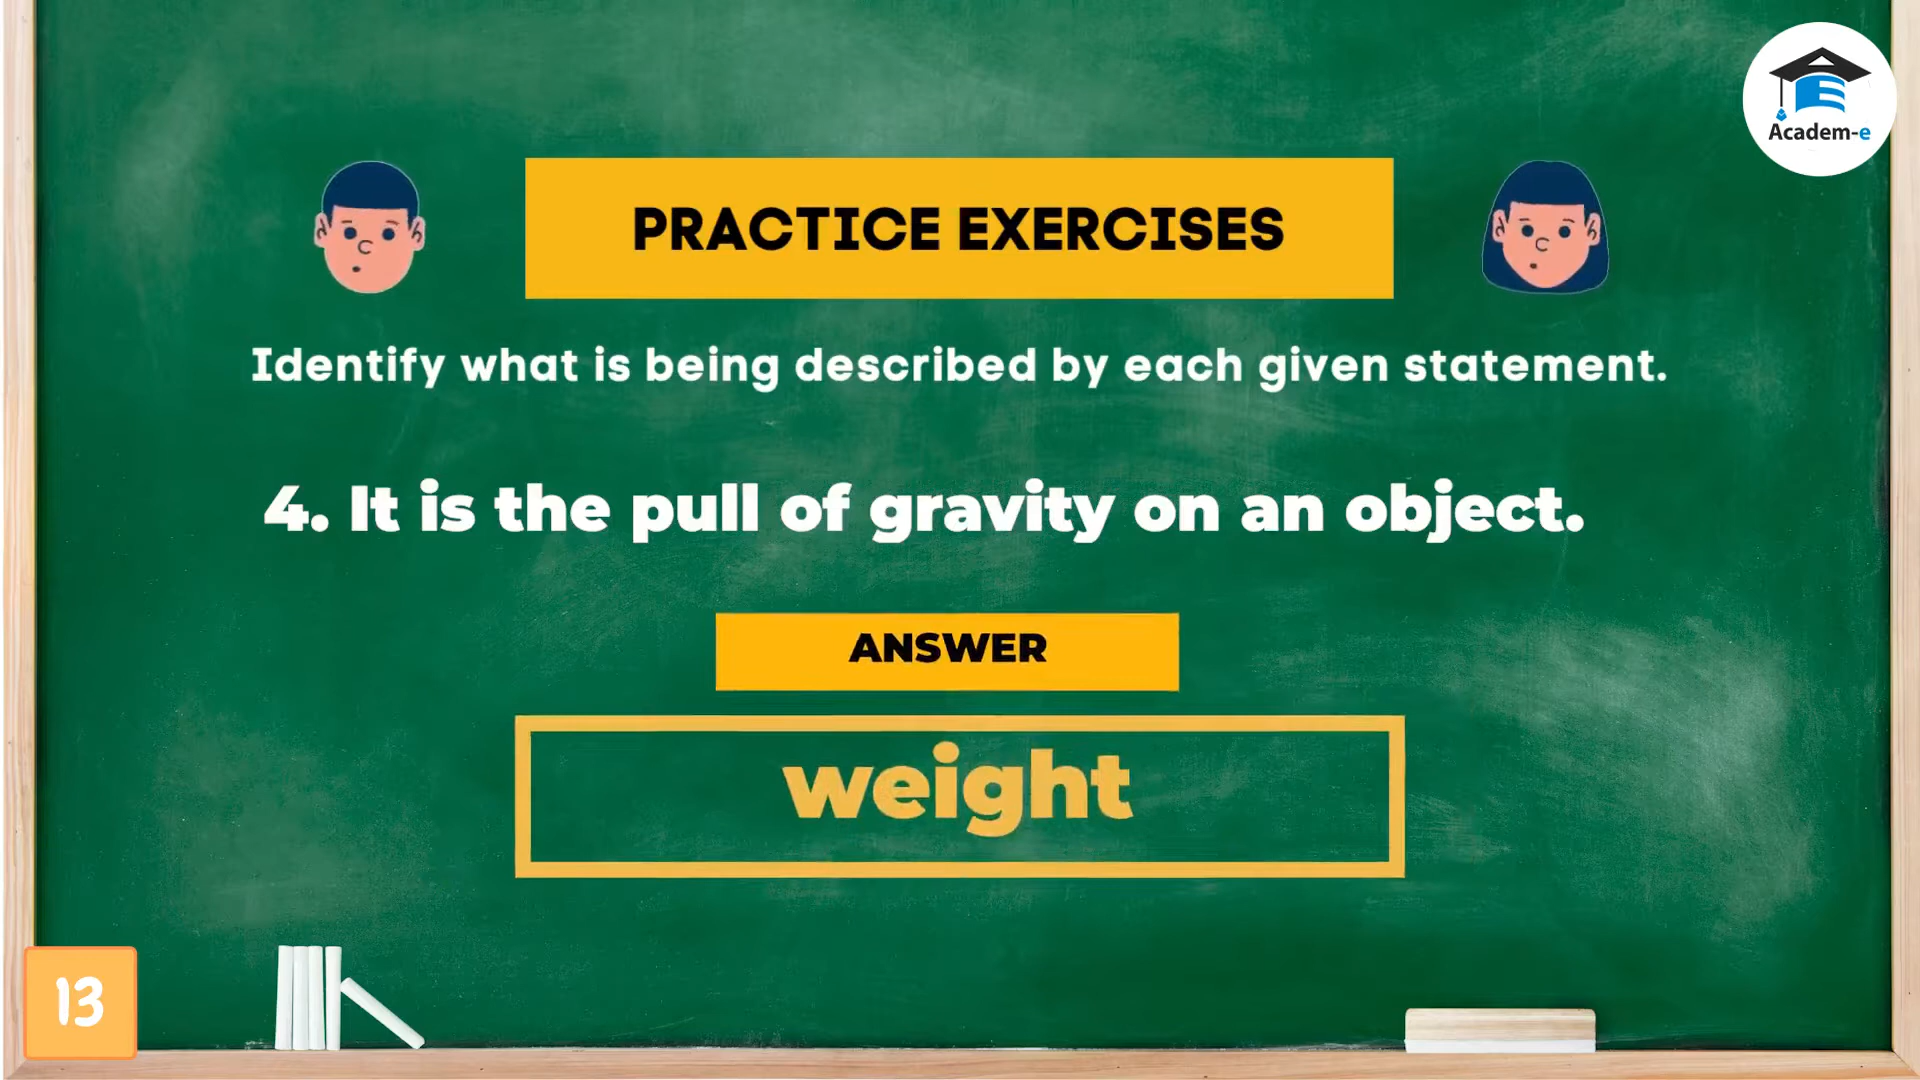 Academ-e
PRACTICE EXERCISES
Identify what is being described by each given statement.
4. It is the pull of gravity on an object.
ANSWER
weight
13